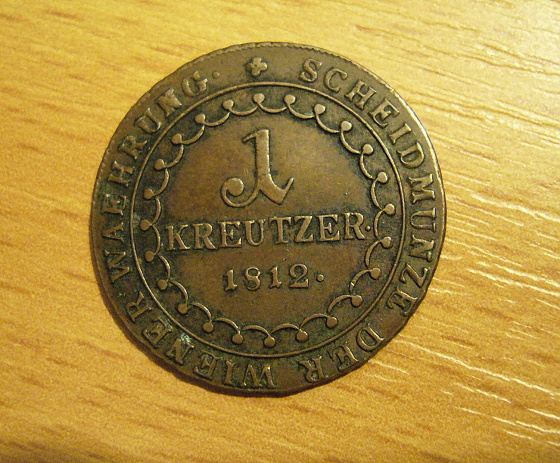 SCHEIDMUNZE DER WIENER WAEHRUNG.
1
KREUTZER.
1812.